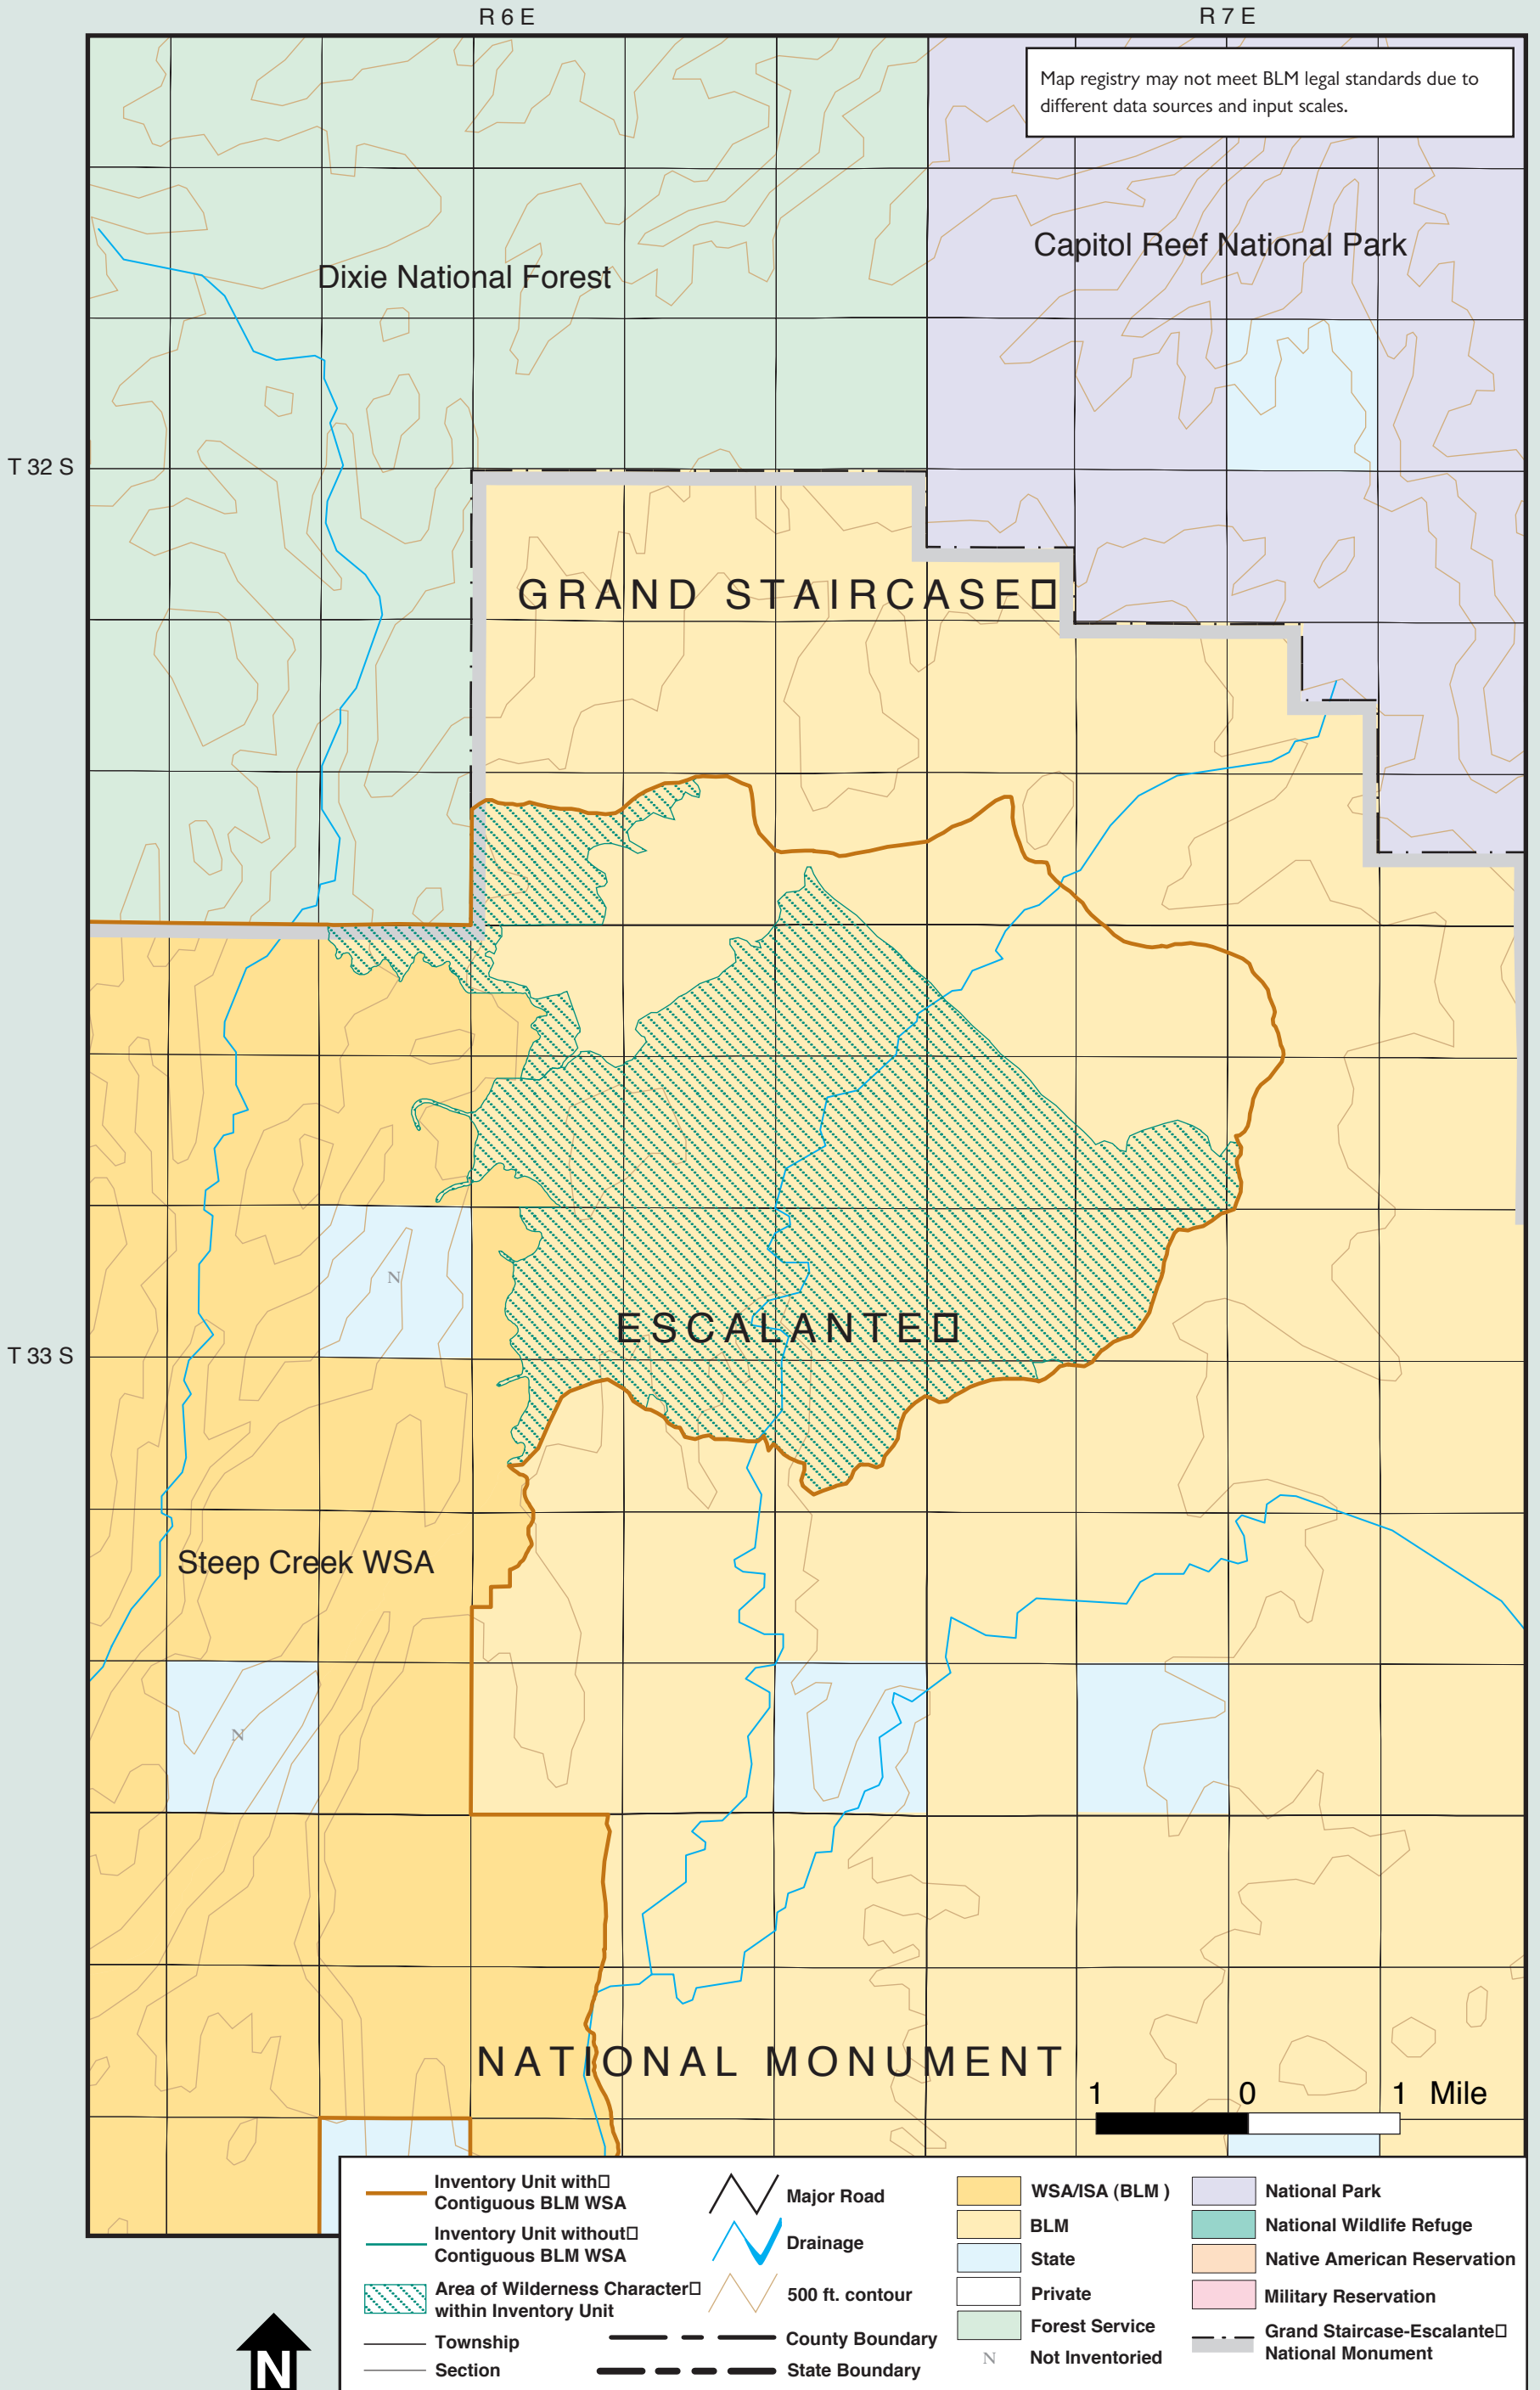 R 6 E
R 7 E
Map registry may not meet BLM legal standards due to
different data sources and input scales.
Capitol Reef National Park
Dixie National Forest
T 32 S
GRAND STAIRCASE
N
ESCALANTE
T 33 S
Steep Creek WSA
N
NATIONAL MONUMENT
1 0 1 Mile
Inventory Unit with
Contiguous BLM WSA
Inventory Unit without
Contiguous BLM WSA
Area of Wilderness Character
within Inventory Unit
Township
Section
Major Road
Drainage
500 ft. contour
County Boundary
State Boundary
WSA/ISA (BLM )
BLM
State
Private
Forest Service
N Not Inventoried
National Park
National Wildlife Refuge
Native American Reservation
Military Reservation
Grand Staircase-Escalante
National Monument
N